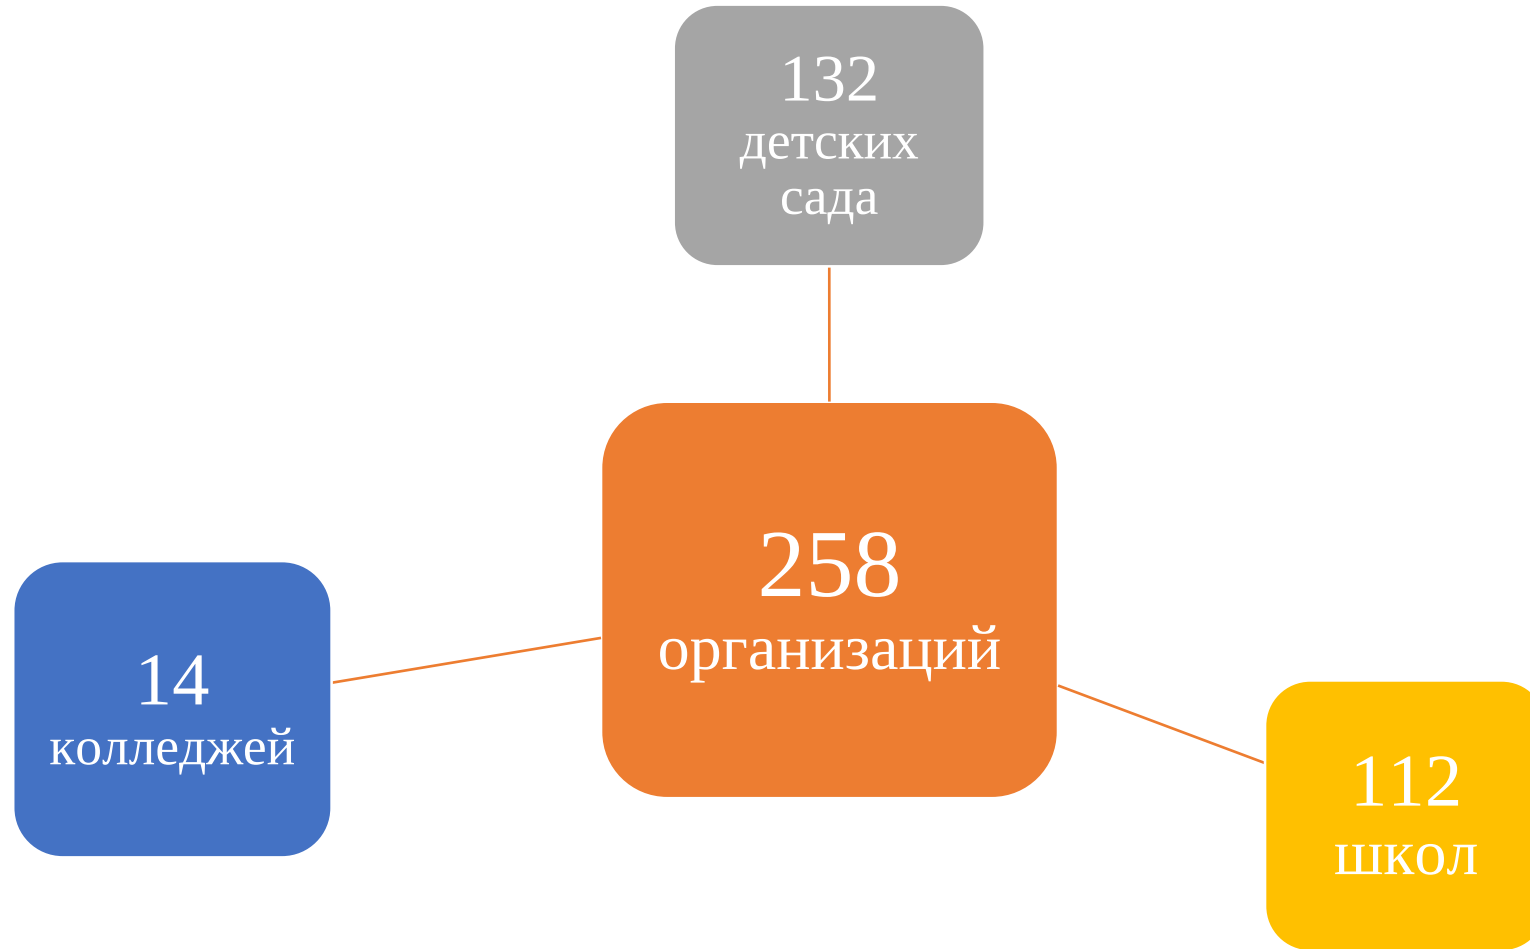 132
детских
сада
258
организаций
14
колледжей
112
школ